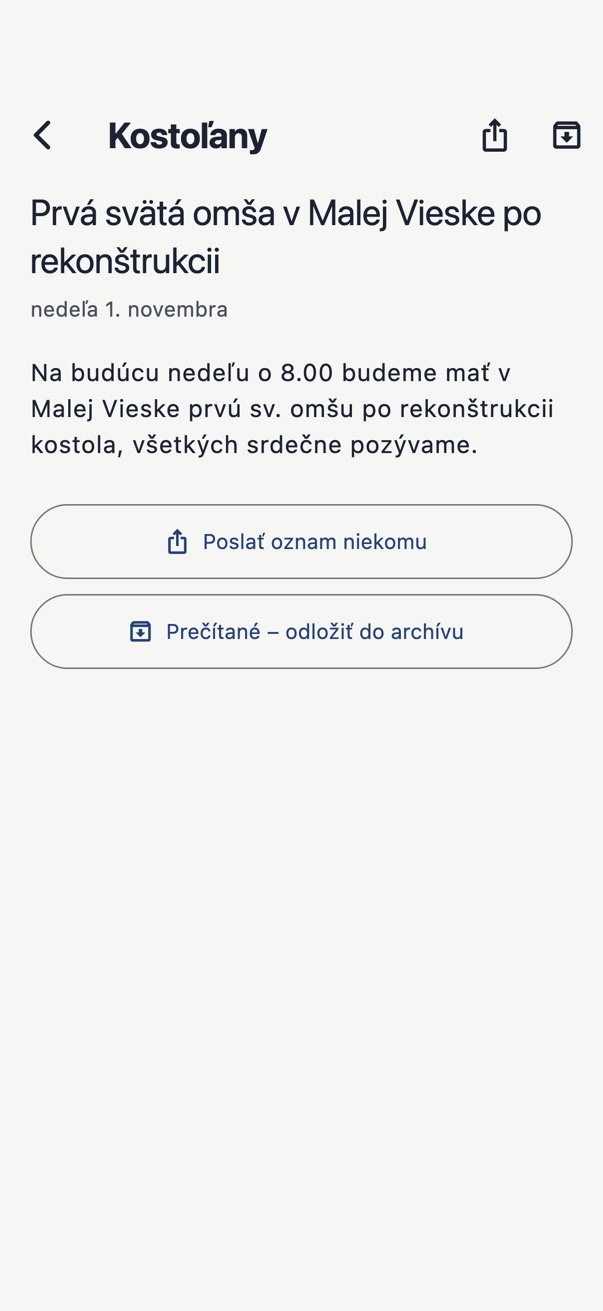 Kostoľany
Prvá svätá omša v Malej Vieske po
rekonštrukcii
nedeľa 1. novembra
Na budúcu nedeľu o 8.00 budeme mať v
Malej Vieske prvú sv. omšu po rekonštrukcii
kostola, všetkých srdečne pozývame.
Poslať oznam niekomu
Prečítané – odložiť do archívu